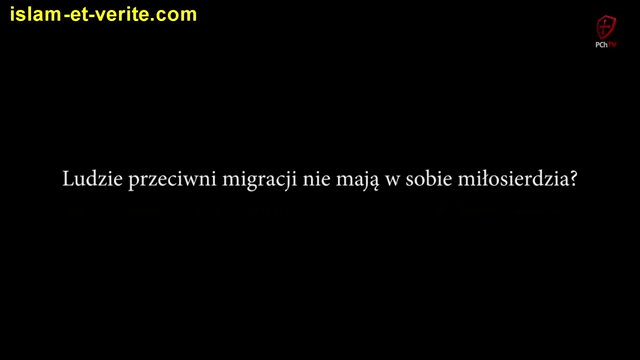 islam-et-verite.com
PChTV
Ludzie przeciwni migracji nie mają w sobie miłosierdzia?